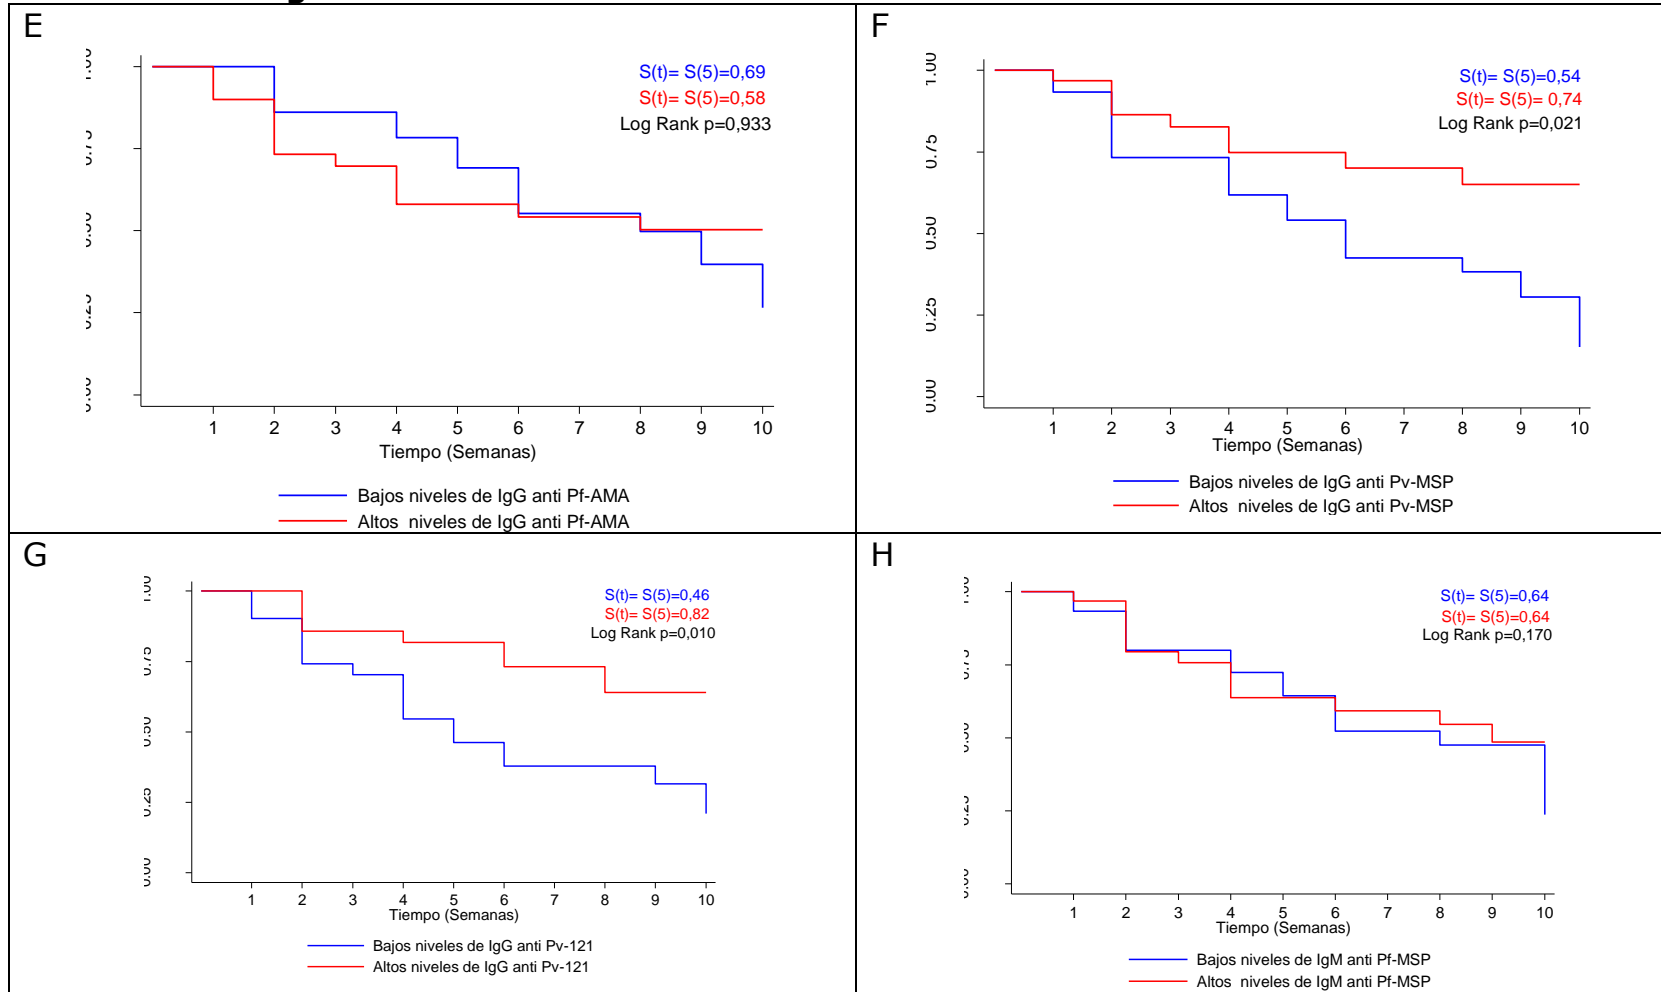 E
S(t)= S(5)=0,69
S(t)= S(5)=0,58
Log Rank p=0,933
1 2 3 4 5 6 7 8 9 10
Tiempo (Semanas)
Bajos niveles de IgG anti Pf-AMA
Altos niveles de IgG anti Pf-AMA
F
1.00
0.75
0.50
0.25
0.00
S(t)= S(5)=0,54
S(t)= S(5)= 0,74
Log Rank p=0,021
1 2 3 4 5 6 7 8 9 10
Tiempo (Semanas)
Bajos niveles de IgG anti Pv-MSP
Altos niveles de IgG anti Pv-MSP
G
S(t)= S(5)=0,46
S(t)= S(5)=0,82
Log Rank p=0,010
1 2 3 4 5 6 7 8 9 10
Tiempo (Semanas)
Bajos niveles de IgG anti Pv-121
Altos niveles de IgG anti Pv-121
H
S(t)= S(5)=0,64
S(t)= S(5)=0,64
Log Rank p=0,170
1 2 3 4 5 6 7 8 9 10
Tiempo (Semanas)
Bajos niveles de IgM anti Pf-MSP
Altos niveles de IgM anti Pf-MSP